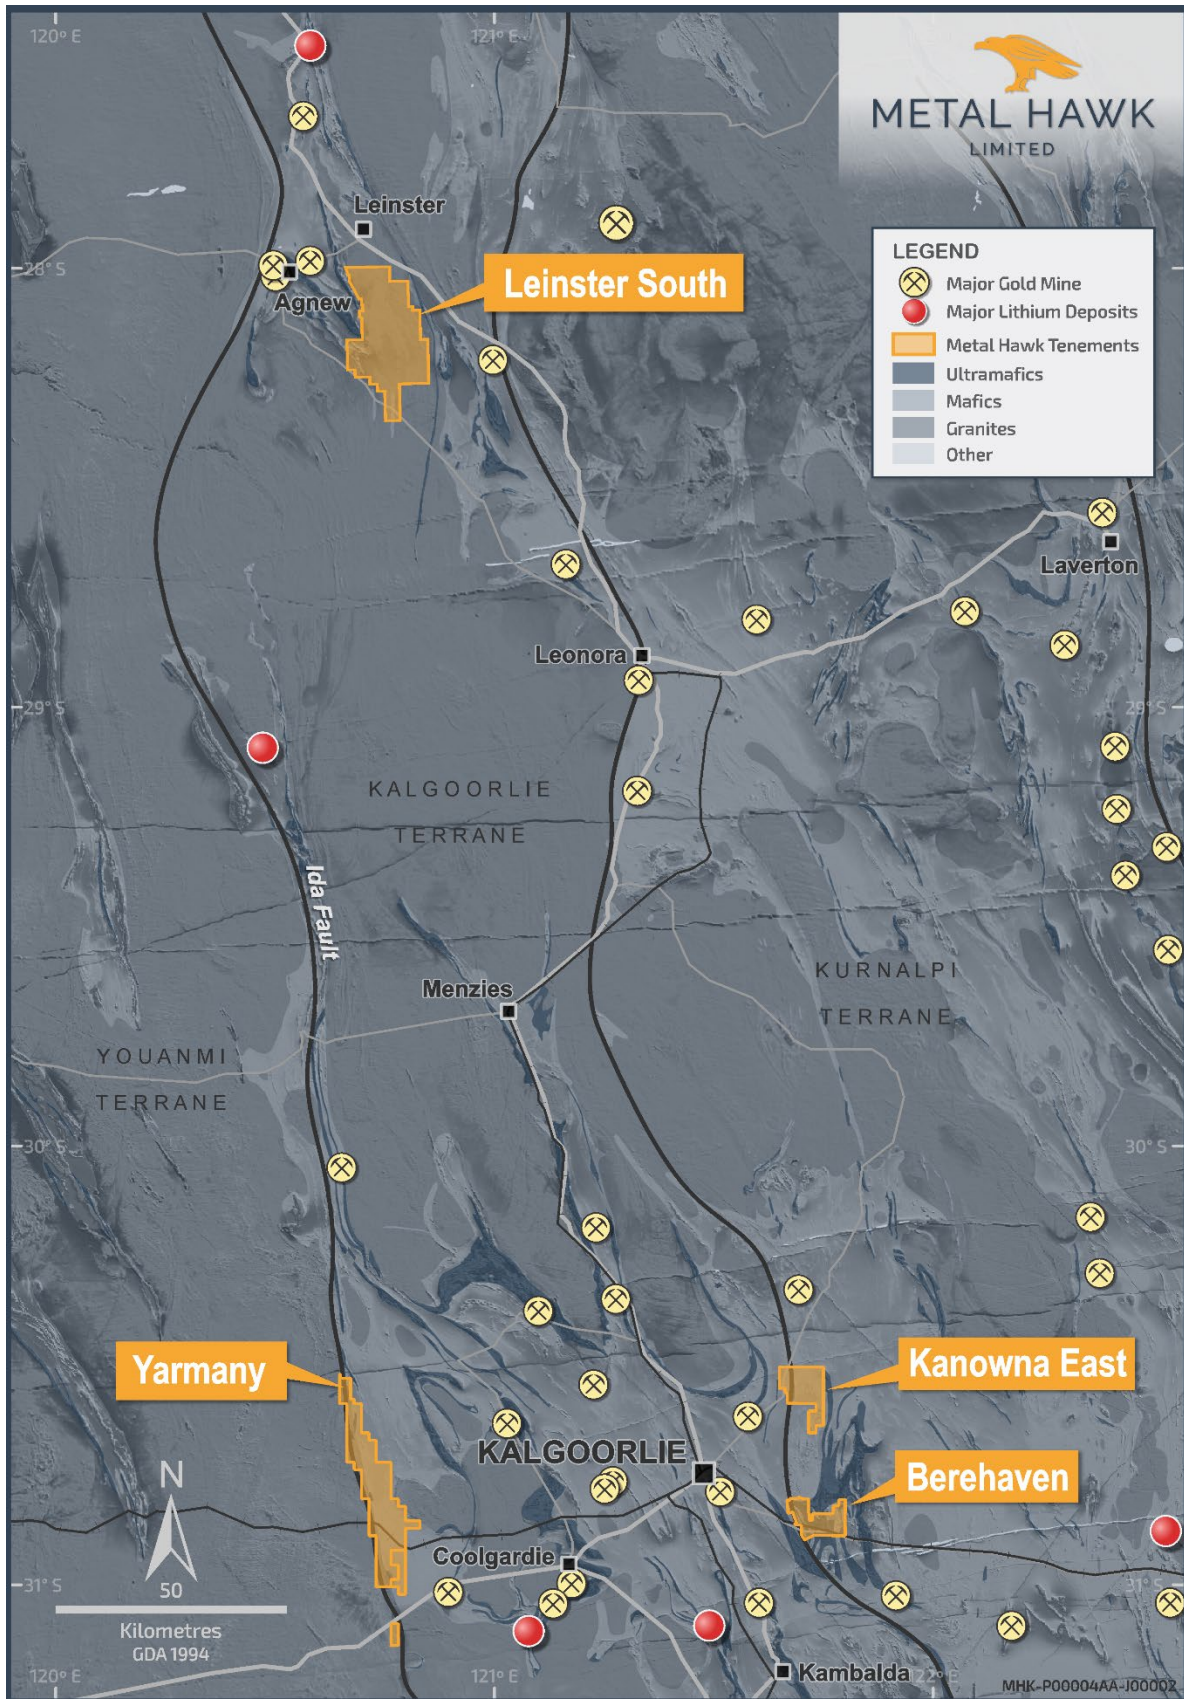 120° E
121° E
METAL HAWK
LIMITED
Leinster
28° S
Agnew
Leinster South
LEGEND
Major Gold Mine
Major Lithium Deposits
Metal Hawk Tenements
Ultramafics
Mafics
Granites
Other
Laverton
Leonora
29° S
29° S
KALGOORLIE
TERRANE
Ida Fault
Menzies
KURNALPI
TERRANE
YOUANMI
TERRANE
30° S
30° S
Yarmany
Kanowna East
KALGOORLIE
Berehaven
N
Coolgardie
31° S
31° S
50
Kilometres
GDA 1994
Kambalda
120° E
121° E
122° E
MHK-P00004AA-J00002